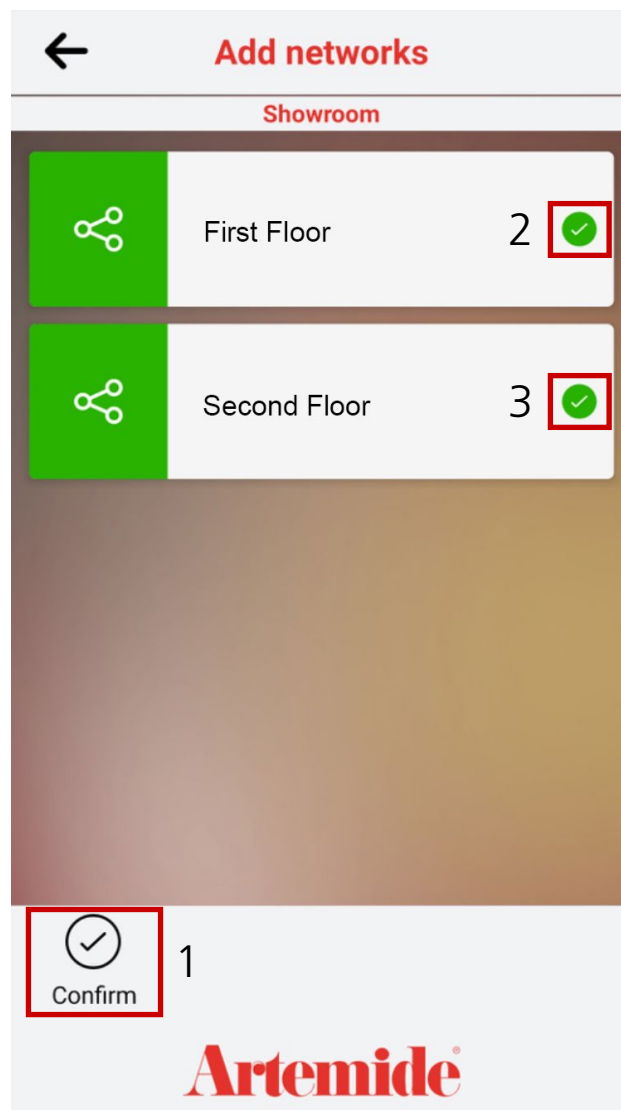 Add networks
Showroom
First Floor 2
Second Floor 3
1
Confirm
Artemide®